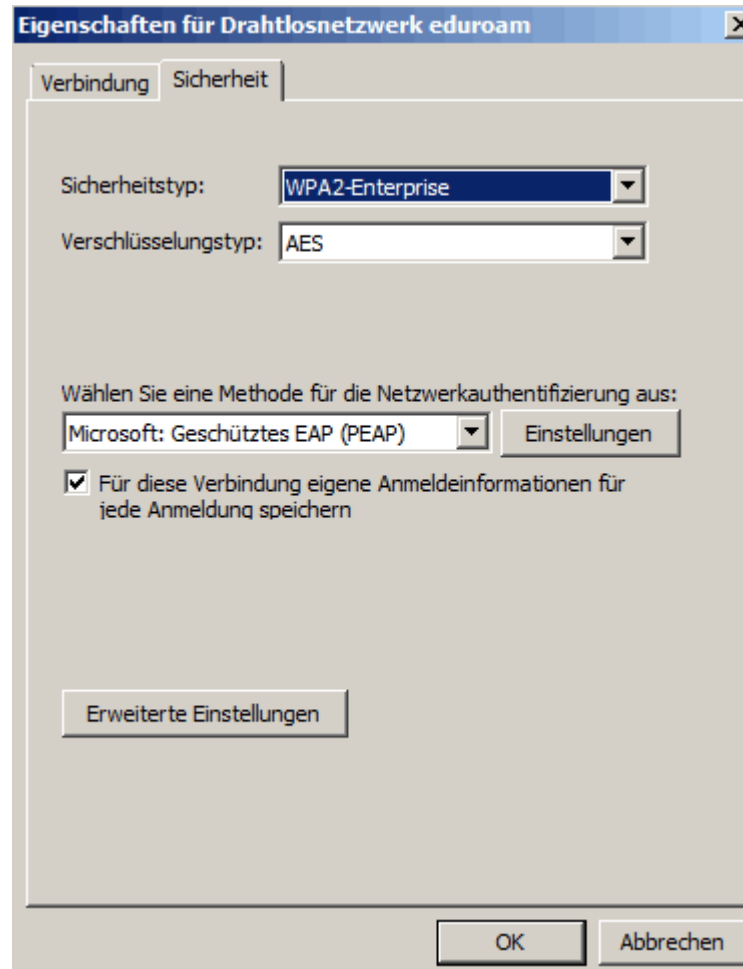 Eigenschaften für Drahtlosnetzwerk eduroam
Verbindung Sicherheit
Sicherheitstyp: WPA2-Enterprise
Verschlüsselungstyp: AES
Wählen Sie eine Methode für die Netzwerkauthentifizierung aus:
Microsoft: Geschütztes EAP (PEAP) Einstellungen
Für diese Verbindung eigene Anmeldeinformationen für
jede Anmeldung speichern
Erweiterte Einstellungen
OK Abbrechen